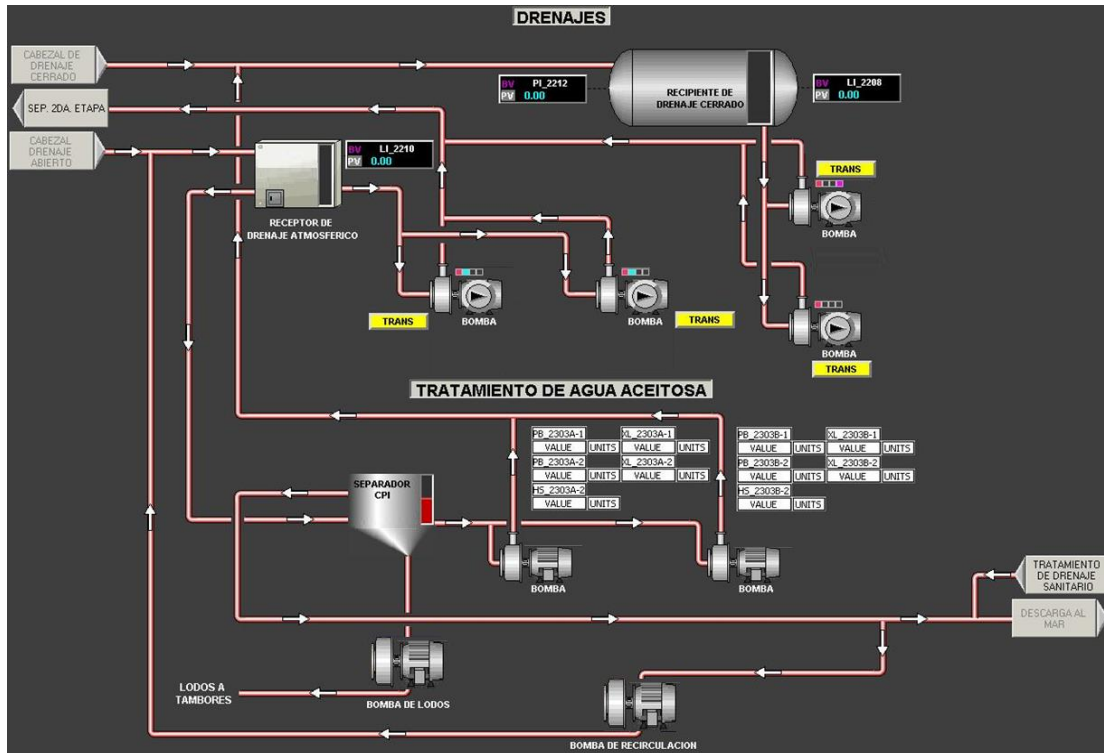 DRENAJES
CABEZAL DE
DRENAJE
CERRADO
SEP. 2DA. ETAPA
CABEZAL
DRENAJE
ABIERTO
BV PI_2212
PV 0.00
RECIPIENTE DE
DRENAJE CERRADO
BV LI_2208
PV 0.00
BV LI_2210
PV 0.00
RECEPTOR DE
DRENAJE ATMOSFERICO
TRANS
BOMBA
TRANS
BOMBA
BOMBA
TRANS
BOMBA
TRANS
TRATAMIENTO DE AGUA ACEITOSA
PB_2303A-1 XL_2303A-1
VALUE UNITS VALUE UNITS
PB_2303A-2 XL_2303A-2
VALUE UNITS VALUE UNITS
HS_2303A-2
VALUE UNITS
PB_2303B-1 XL_2303B-1
VALUE UNITS VALUE UNITS
PB_2303B-2 XL_2303B-2
VALUE UNITS VALUE UNITS
HS_2303B-2
VALUE UNITS
SEPARADOR
CPI
BOMBA
BOMBA
TRATAMIENTO
DE DRENAJE
SANITARIO
DESCARGA AL
MAR
LODOS A
TAMBORES
BOMBA DE LODOS
BOMBA DE RECIRCULACION